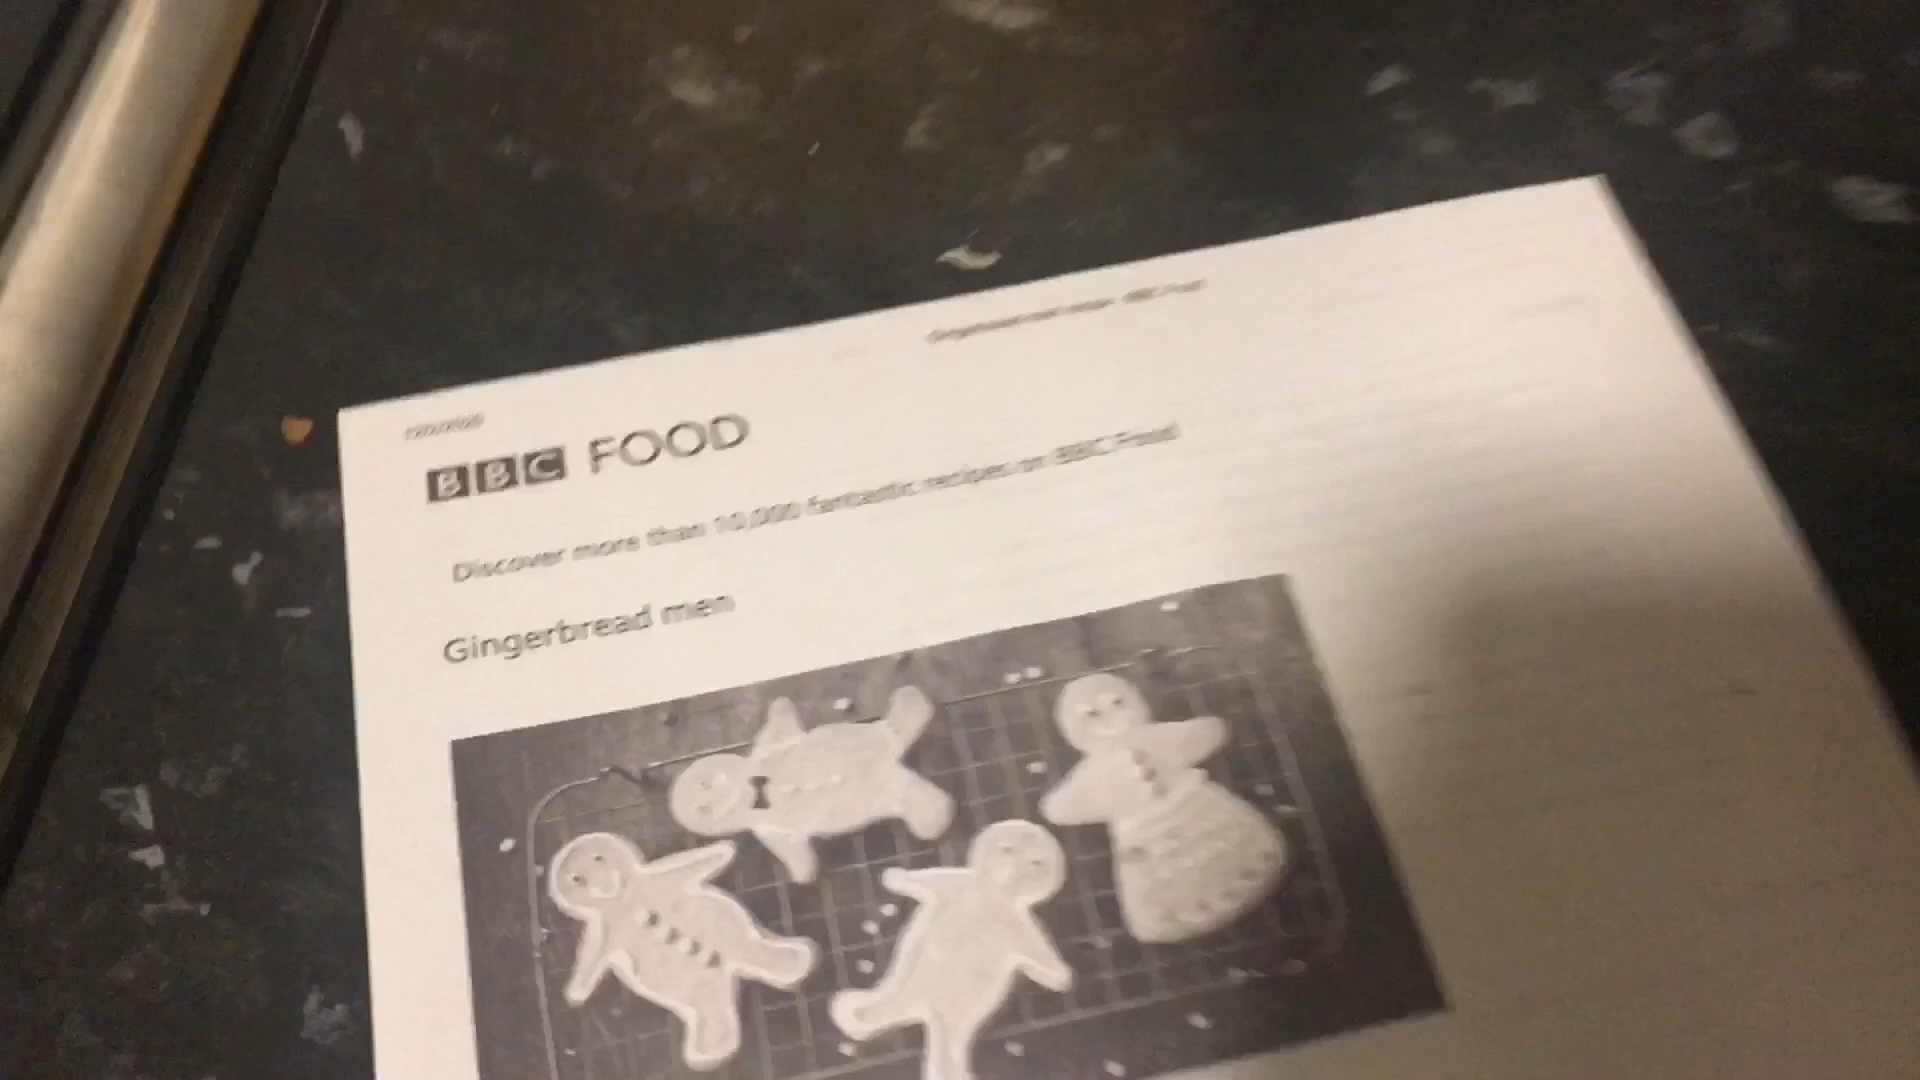 BBC FOOD
Discover more than 10,000 fantastic recipes on BBC Food
Gingerbread men